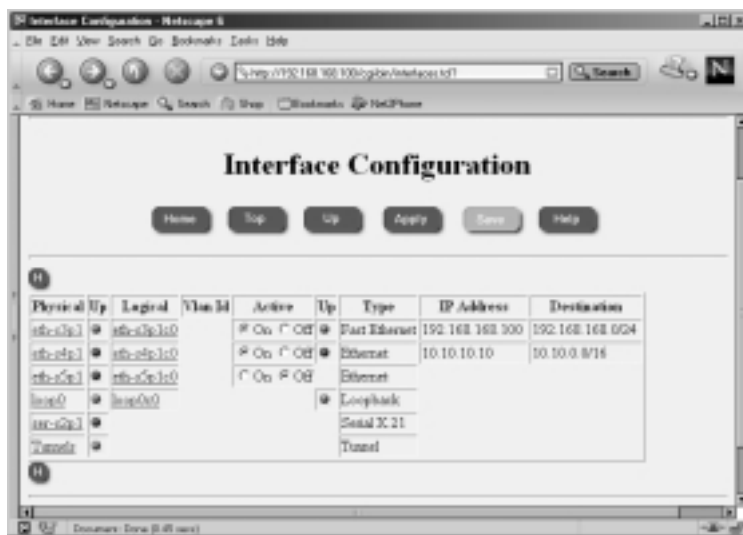 Interface Configuration - Netscape 6
File Edit View Search Go Bookmarks Tasks Help
Search
N
Home Netscape Search Shop Bookmarks Net2Phone
Interface Configuration
Home Top Up Apply Save Help
H
Physical Up Logical Vlan Id Active Up Type IP Address Destination
eth-s3p1 eth-s3p1c0 On Off Fast Ethernet 192.168.168.100 192.168.168.0/24
eth-s4p1 eth-s4p1c0 On Off Ethernet 10.10.10.10 10.10.0.0/16
eth-s5p1 eth-s5p1c0 On Off Ethernet
loop0 loop0c0 Loopback
ser-s2p1 Serial X.21
Tunnels Tunnel
H
Document: Done (0.45 secs)